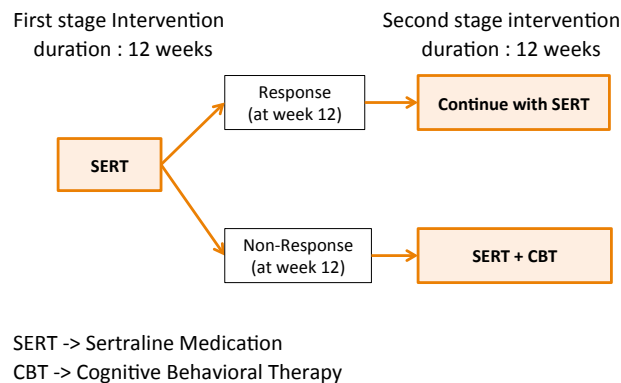 First stage Intervention
duration : 12 weeks
Second stage intervention
duration : 12 weeks
Response
(at week 12)
Continue with SERT
SERT
Non-Response
(at week 12)
SERT + CBT
SERT -> Sertraline Medication
CBT -> Cognitive Behavioral Therapy